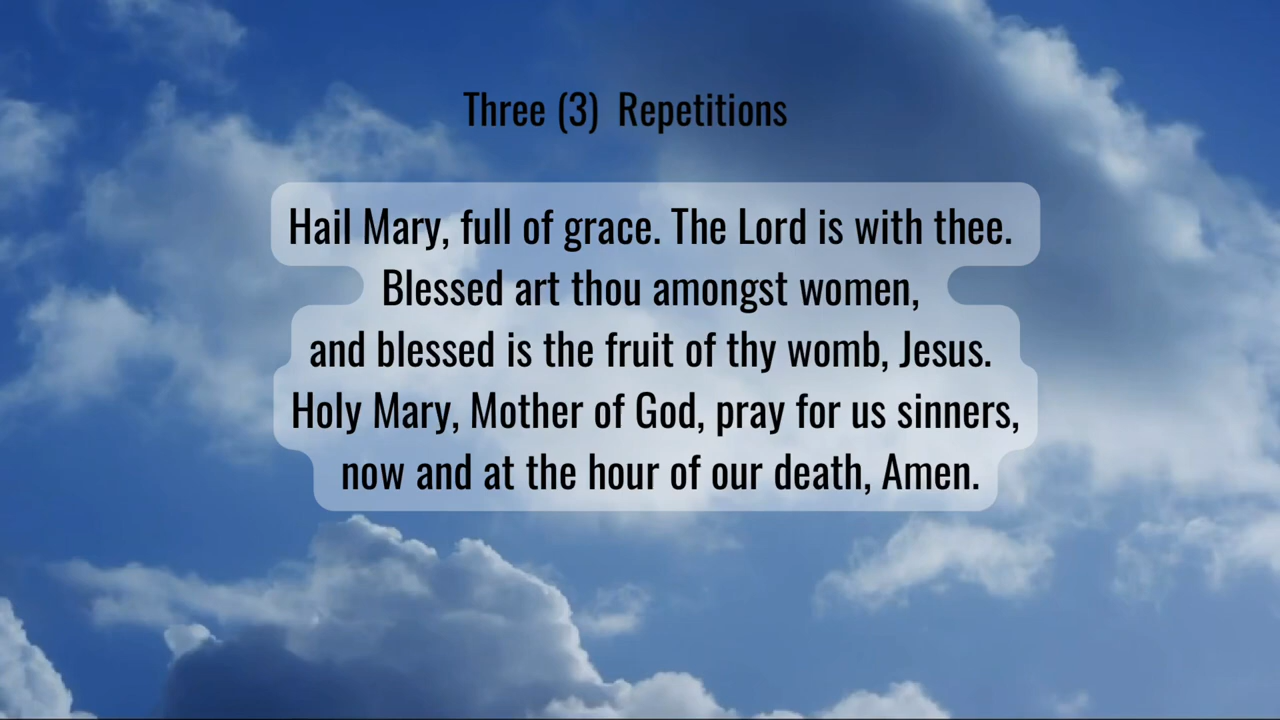 Three (3) Repetitions
Hail Mary, full of grace. The Lord is with thee.
Blessed art thou amongst women,
and blessed is the fruit of thy womb, Jesus.
Holy Mary, Mother of God, pray for us sinners,
now and at the hour of our death, Amen.